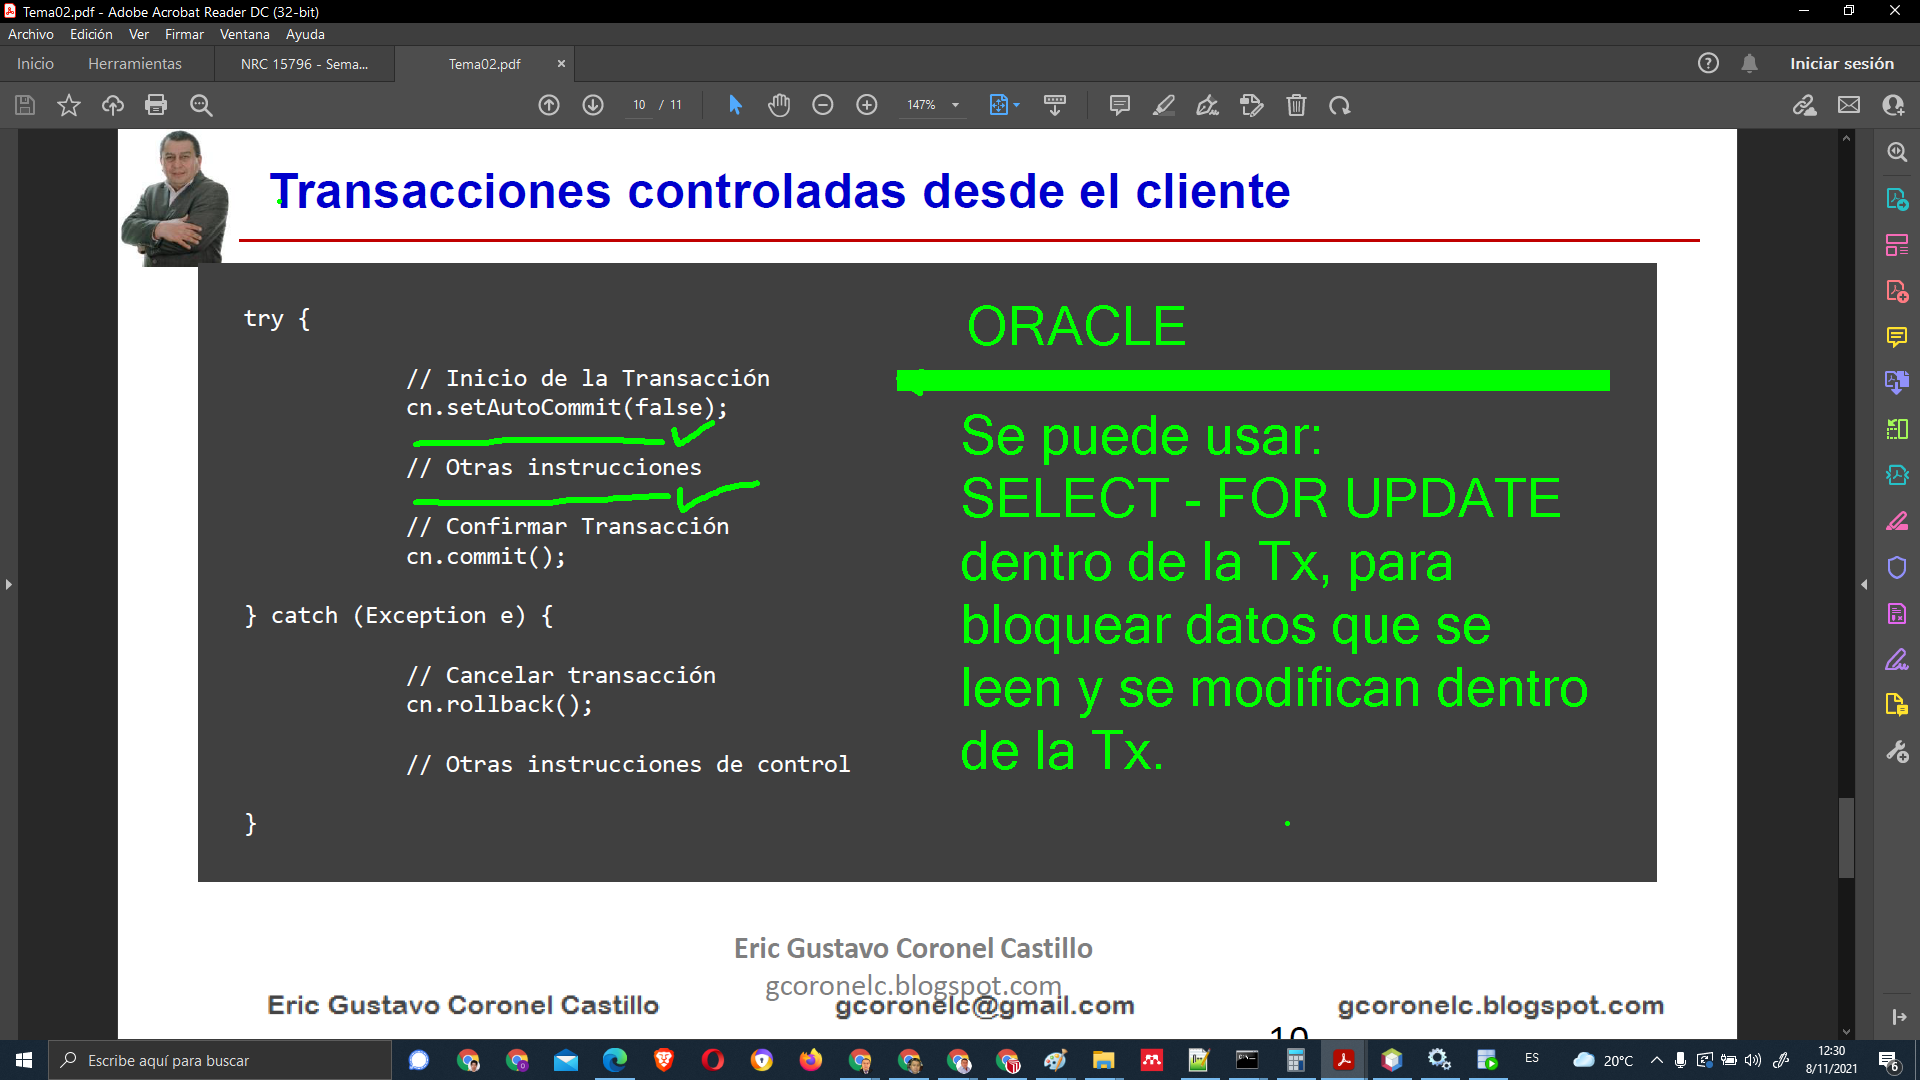 Tema02.pdf - Adobe Acrobat Reader DC (32-bit)
Archivo Edición Ver Firmar Ventana Ayuda
Inicio Herramientas NRC 15796 - Sema... Tema02.pdf × Iniciar sesión
10 / 11 147%
Transacciones controladas desde el cliente
try {
// Inicio de la Transacción
cn.setAutoCommit(false);
// Otras instrucciones
// Confirmar Transacción
cn.commit();
} catch (Exception e) {
// Cancelar transacción
cn.rollback();
// Otras instrucciones de control
}
ORACLE
Se puede usar:
SELECT - FOR UPDATE
dentro de la Tx, para
bloquear datos que se
leen y se modifican dentro
de la Tx.
Eric Gustavo Coronel Castillo
gcoronelc.blogspot.com
Eric Gustavo Coronel Castillo gcoronelc@gmail.com gcoronelc.blogspot.com
10
Escribe aquí para buscar
ES 20°C 12:30
8/11/2021
6